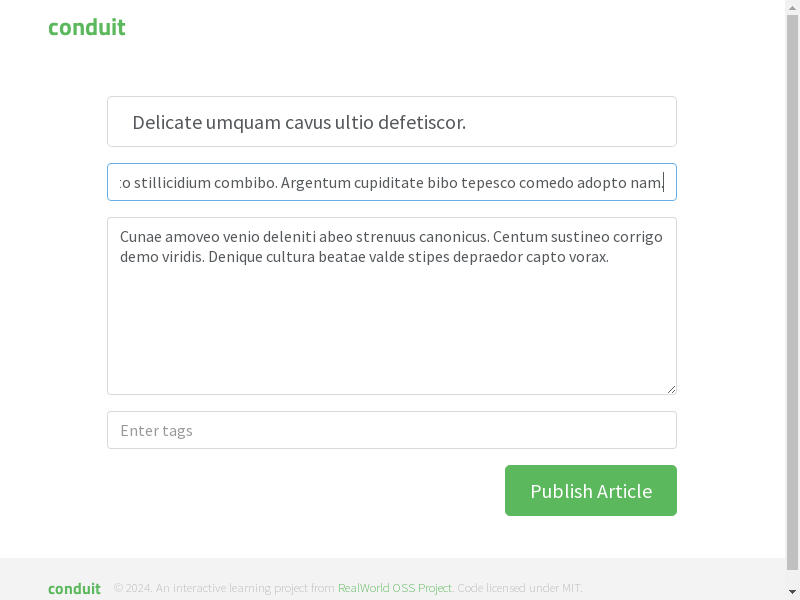 conduit
Delicate umquam cavus ultio defetiscor.
stillicidium combibo. Argentum cupiditate bibo tepesco comedo adopto nam.
Cunae amoveo venio deleniti abeo strenuus canonicus. Centum sustineo corrigo
demo viridis. Denique cultura beatae valde stipes depraedor capto vorax.
Enter tags
Publish Article
conduit © 2024. An interactive learning project from RealWorld OSS Project. Code licensed under MIT.